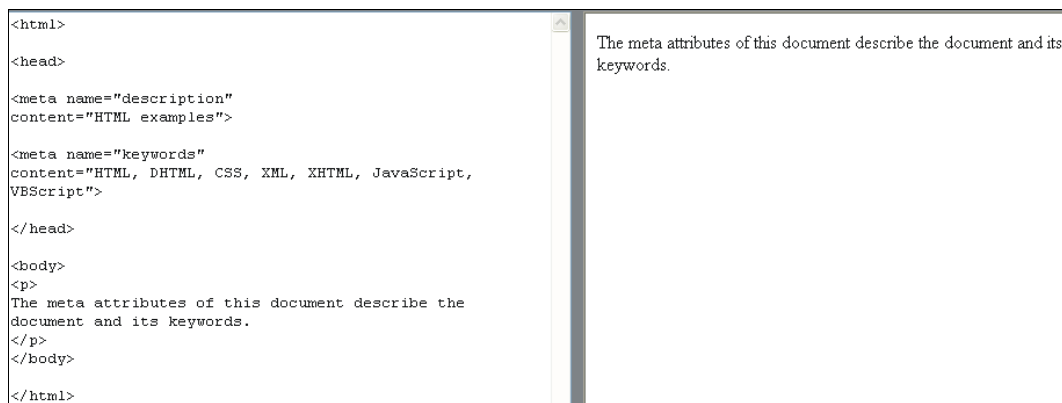 <html>
<head>
<meta name="description"
content="HTML examples">
<meta name="keywords"
content="HTML, DHTML, CSS, XML, XHTML, JavaScript,
VBScript">
</head>
<body>
<p>
The meta attributes of this document describe the
document and its keywords.
</p>
</body>
</html>
The meta attributes of this document describe the document and its
keywords.